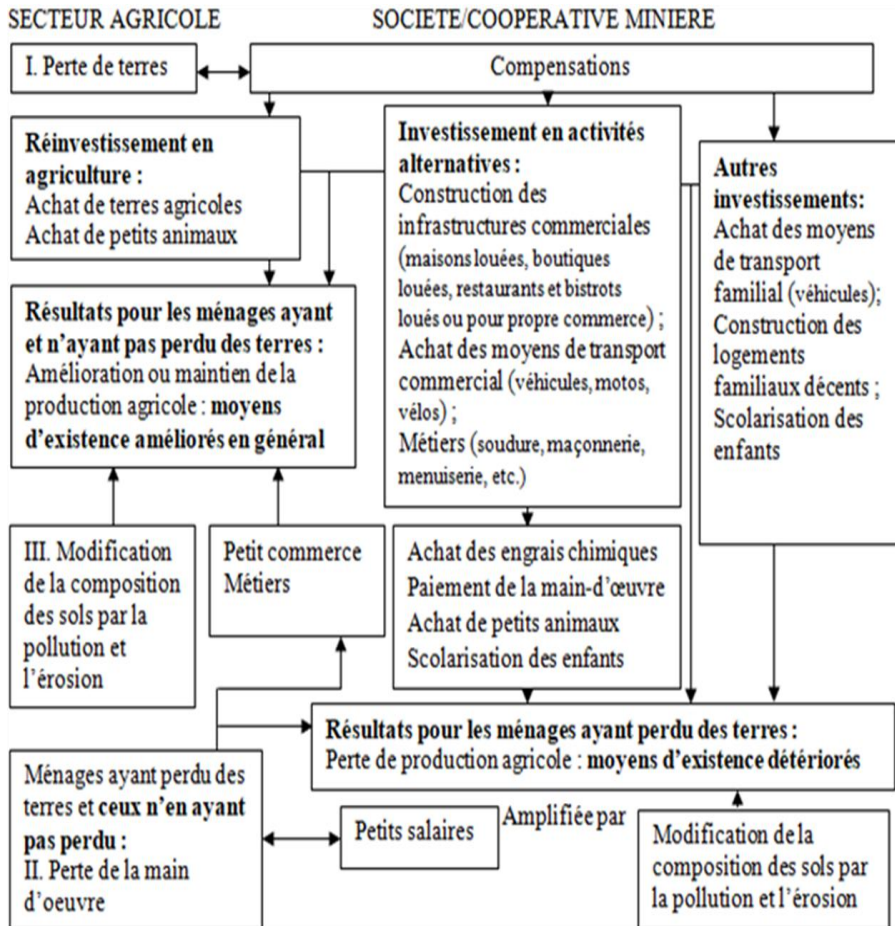 SECTEUR AGRICOLE
SOCIETE/COOPERATIVE MINIERE
I. Perte de terres
Compensations
Réinvestissement en
agriculture :
Achat de terres agricoles
Achat de petits animaux
Investissement en activités
alternatives :
Construction des
infrastructures commerciales
(maisons louées, boutiques
louées, restaurants et bistrots
loués ou pour propre commerce) ;
Achat des moyens de transport
commercial (véhicules, motos,
vélos) ;
Métiers (soudure, maçonnerie,
menuiserie, etc.)
Autres
investissements:
Achat des moyens
de transport
familial (véhicules);
Construction des
logements
familiaux décents ;
Scolarisation des
enfants
Résultats pour les ménages ayant
et n'ayant pas perdu des terres :
Amélioration ou maintien de la
production agricole : moyens
d'existence améliorés en général
III. Modification
de la composition
des sols par la
pollution et
l'érosion
Petit commerce
Métiers
Achat des engrais chimiques
Paiement de la main-d'œuvre
Achat de petits animaux
Scolarisation des enfants
Résultats pour les ménages ayant perdu des terres :
Perte de production agricole : moyens d'existence détériorés
Ménages ayant perdu des
terres et ceux n'en ayant
pas perdu :
II. Perte de la main
d'oeuvre
Petits salaires
Amplifiée par
Modification de la
composition des sols par
la pollution et l'érosion